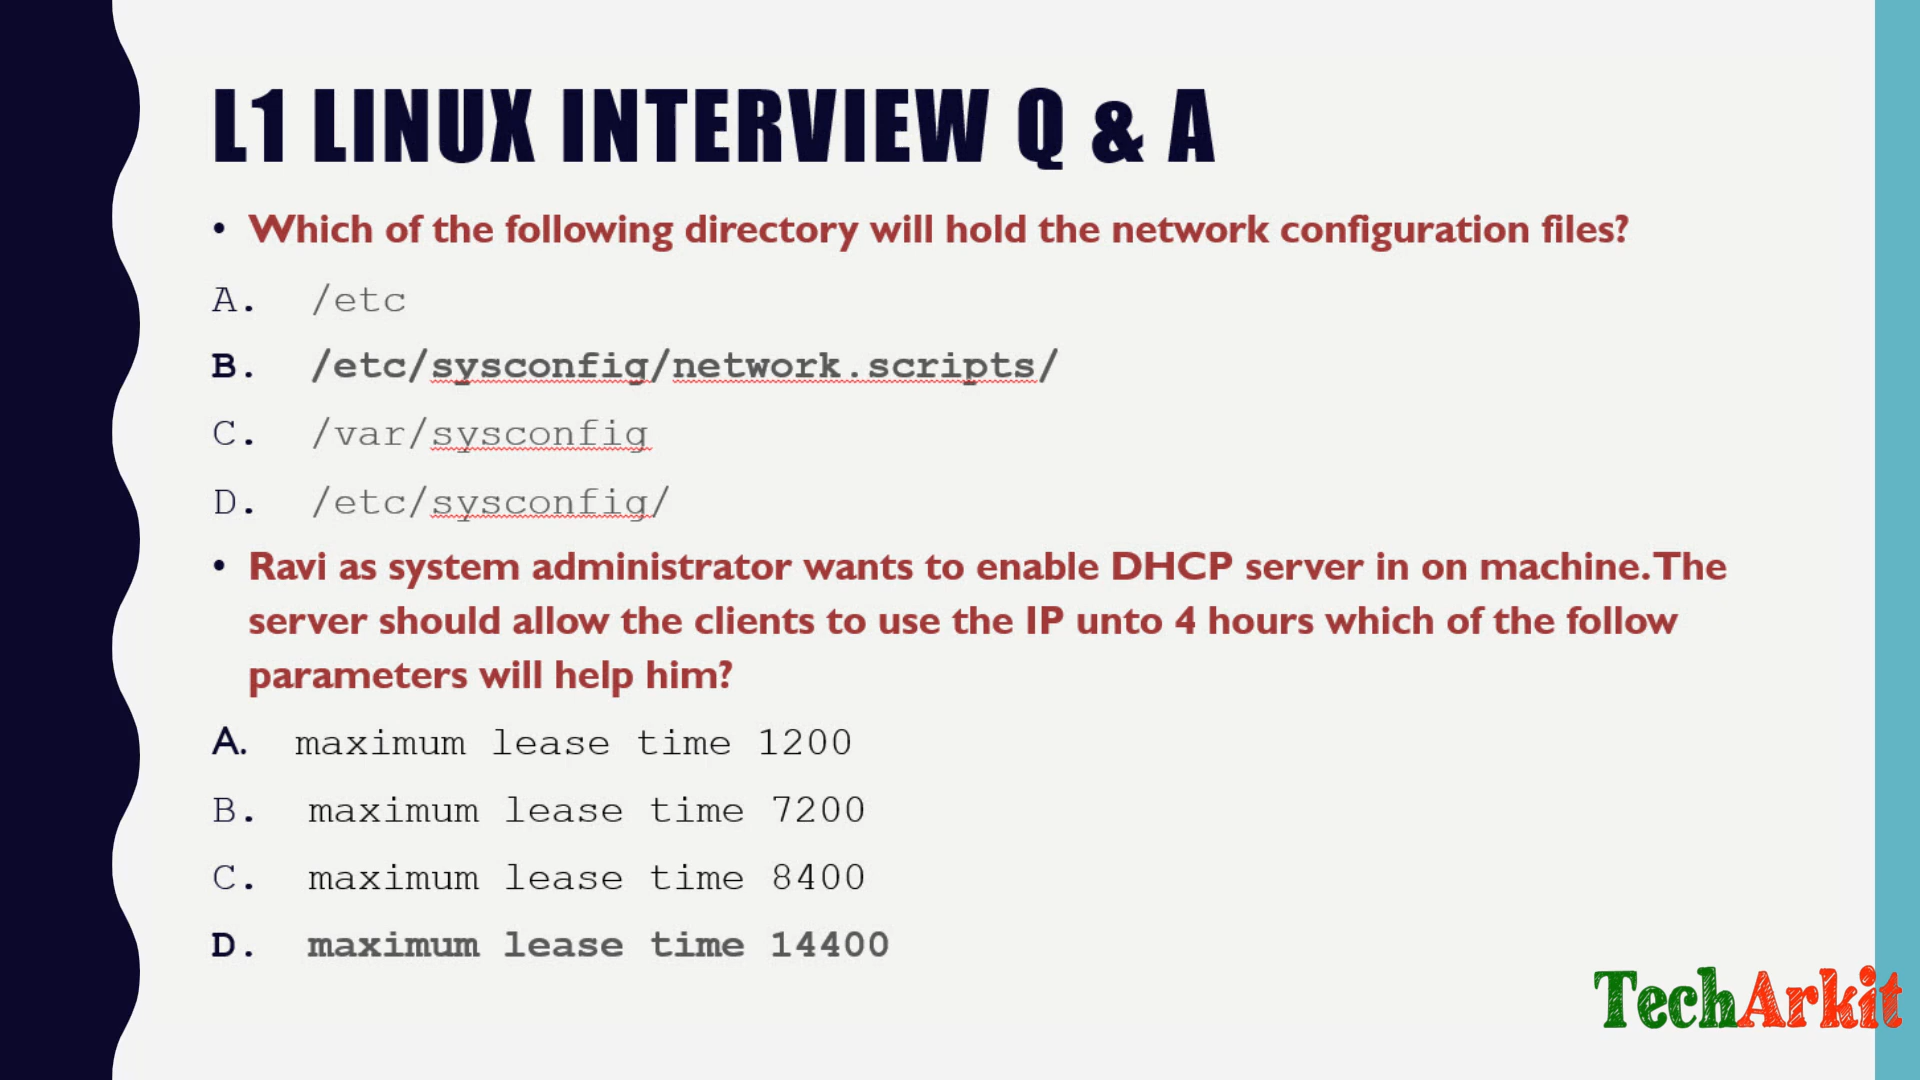 L1 LINUX INTERVIEW Q & A
• Which of the following directory will hold the network configuration files?
A. /etc
B. /etc/sysconfig/network.scripts/
C. /var/sysconfig
D. /etc/sysconfig/
• Ravi as system administrator wants to enable DHCP server in on machine. The
server should allow the clients to use the IP unto 4 hours which of the follow
parameters will help him?
A. maximum lease time 1200
B. maximum lease time 7200
C. maximum lease time 8400
D. maximum lease time 14400
TechArkit